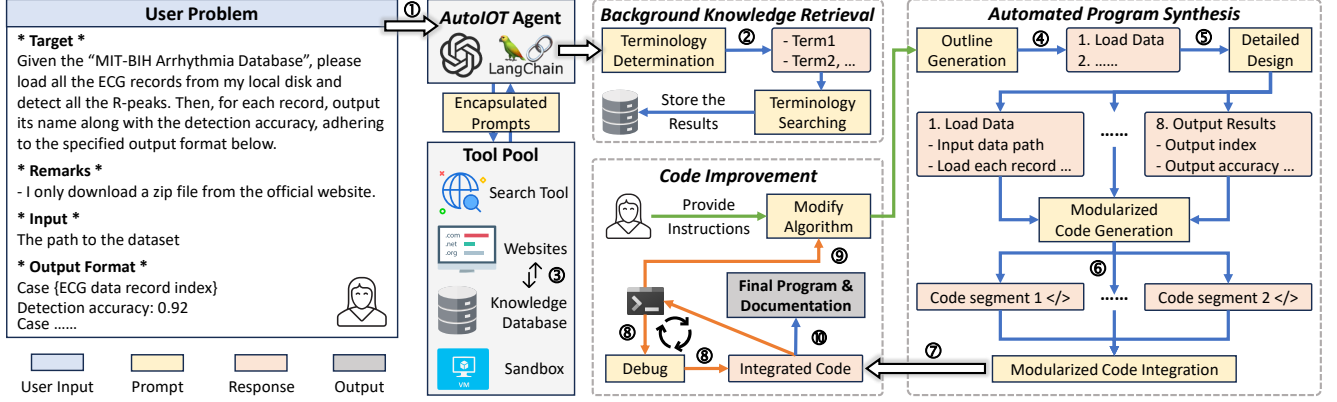 User Problem
* Target *
Given the “MIT-BIH Arrhythmia Database”, please
load all the ECG records from my local disk and
detect all the R-peaks. Then, for each record, output
its name along with the detection accuracy, adhering
to the specified output format below.
* Remarks *
- I only download a zip file from the official website.
* Input *
The path to the dataset
* Output Format *
Case {ECG data record index}
Detection accuracy: 0.92
Case ......
User Input
Prompt
Response
Output
①
AutoIOT Agent
LangChain
Encapsulated
Prompts
Tool Pool
Search Tool
.com
.net
.org
Websites
③
Knowledge
Database
VM
Sandbox
Background Knowledge Retrieval
Terminology
Determination
②
- Term1
- Term2, ...
Store the
Results
Terminology
Searching
Code Improvement
Provide
Instructions
Modify
Algorithm
⑨
Final Program &
Documentation
⑧
⑩
Debug
⑧
Integrated Code
⑦
Automated Program Synthesis
Outline
Generation
④
1. Load Data
2. ......
⑤
Detailed
Design
1. Load Data
- Input data path
- Load each record ...
......
8. Output Results
- Output index
- Output accuracy ...
Modularized
Code Generation
⑥
Code segment 1 </>
......
Code segment 2 </>
Modularized Code Integration